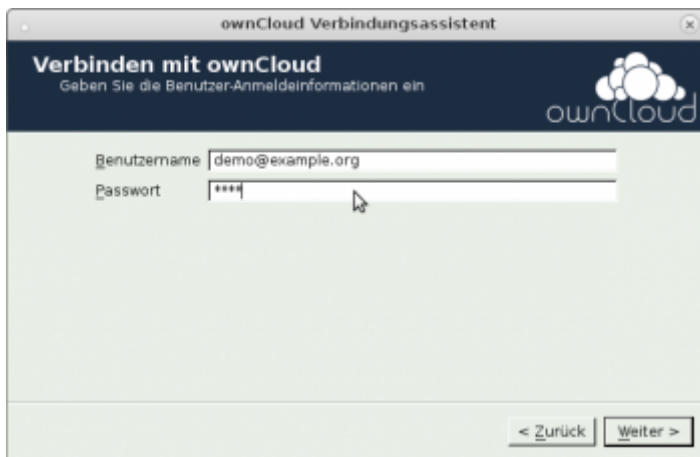 ownCloud Verbindungsassistent
Verbinden mit ownCloud
Geben Sie die Benutzer-Anmeldeinformationen ein
ownCloud
Benutzername demo@example.org
Passwort ****
< Zurück Weiter >